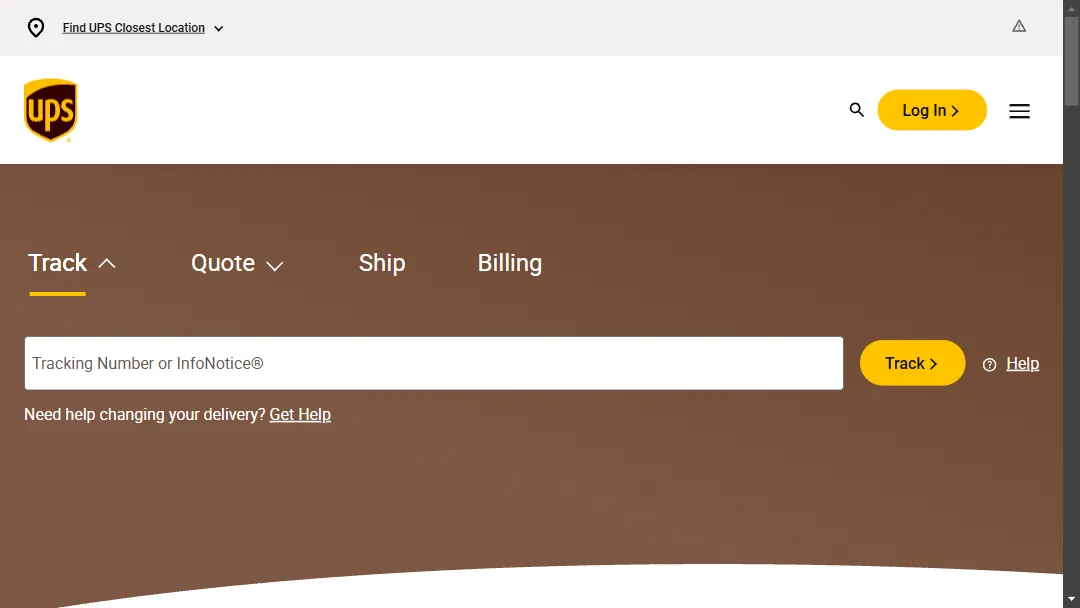 Find UPS Closest Location
ups
Log In
Track
Quote
Ship
Billing
Tracking Number or InfoNotice®
Track
Help
Need help changing your delivery? Get Help